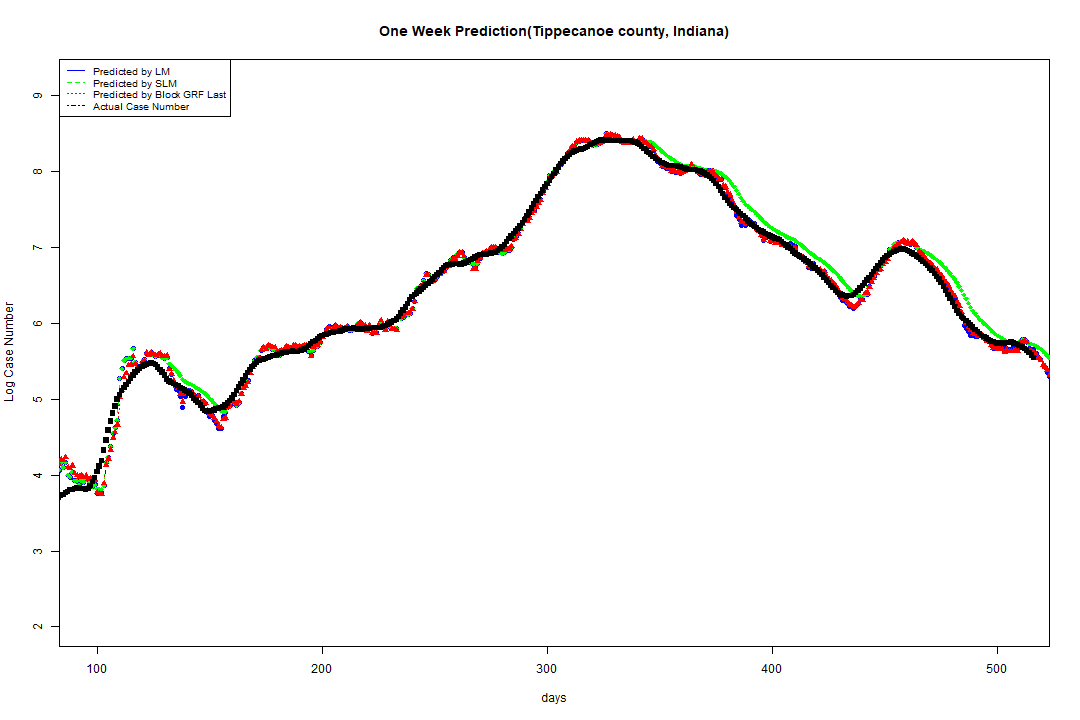 One Week Prediction(Tippecanoe county, Indiana)
Predicted by LM
Predicted by SLM
Predicted by Block GRF Last
Actual Case Number
Log Case Number
9
8
7
6
5
4
3
2
100 200 300 400 500
days